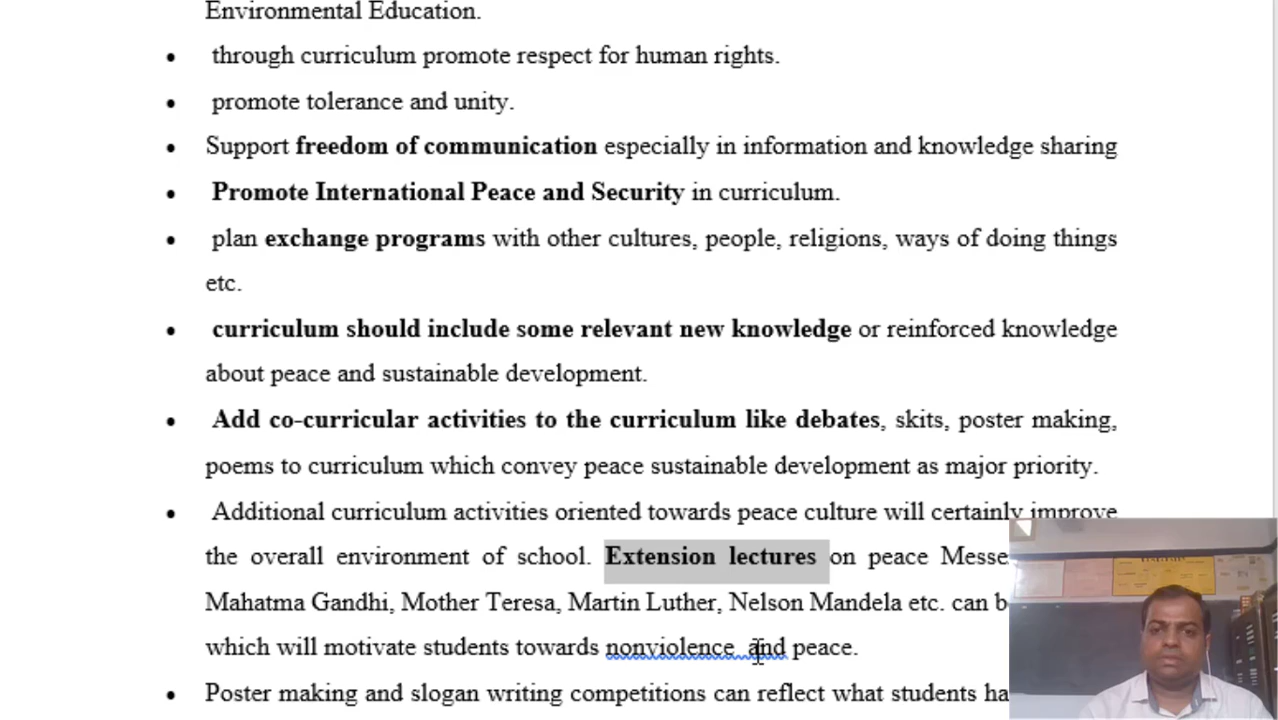 Environmental Education.
• through curriculum promote respect for human rights.
• promote tolerance and unity.
• Support freedom of communication especially in information and knowledge sharing
• Promote International Peace and Security in curriculum.
• plan exchange programs with other cultures, people, religions, ways of doing things
etc.
• curriculum should include some relevant new knowledge or reinforced knowledge
about peace and sustainable development.
• Add co-curricular activities to the curriculum like debates, skits, poster making,
poems to curriculum which convey peace sustainable development as major priority.
• Additional curriculum activities oriented towards peace culture will certainly improve
the overall environment of school. Extension lectures on peace
Mahatma Gandhi, Mother Teresa, Martin Luther, Nelson Mandela etc. can
which will motivate students towards nonviolence and peace.
• Poster making and slogan writing competitions can reflect what students